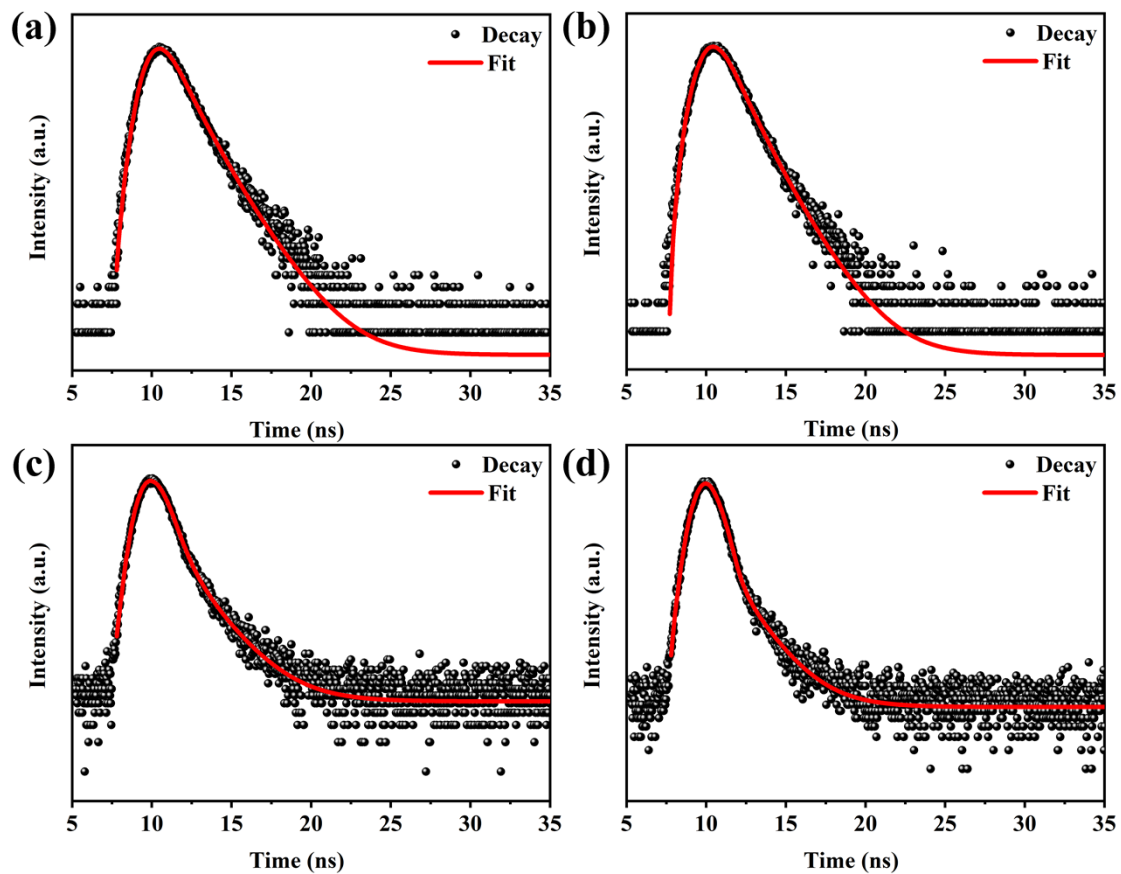 (a)
Decay
Fit
Intensity (a.u.)
5 10 15 20 25 30 35
Time (ns)
(b)
Decay
Fit
Intensity (a.u.)
5 10 15 20 25 30 35
Time (ns)
(c)
Decay
Fit
Intensity (a.u.)
5 10 15 20 25 30 35
Time (ns)
(d)
Decay
Fit
Intensity (a.u.)
5 10 15 20 25 30 35
Time (ns)